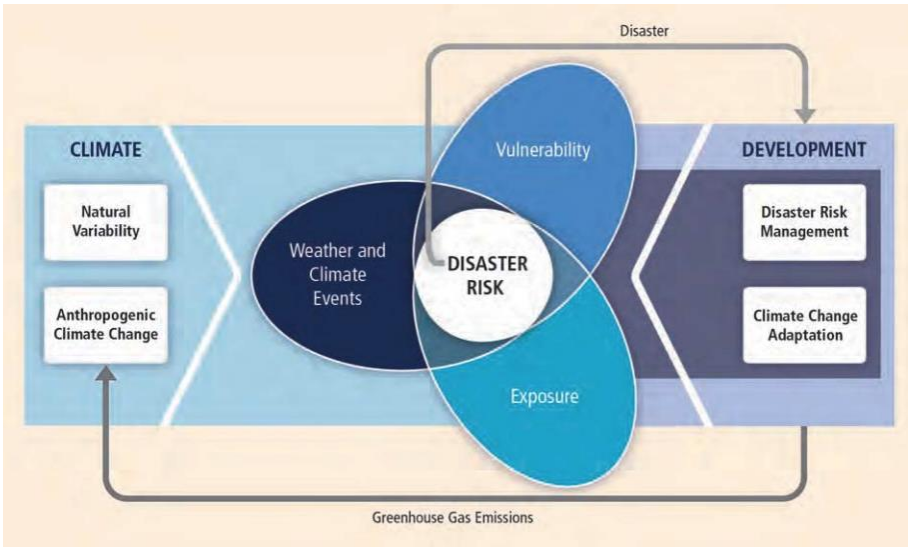 Disaster
CLIMATE
Natural
Variability
Anthropogenic
Climate Change
Weather and
Climate
Events
Vulnerability
DISASTER
RISK
Exposure
DEVELOPMENT
Disaster Risk
Management
Climate Change
Adaptation
Greenhouse Gas Emissions